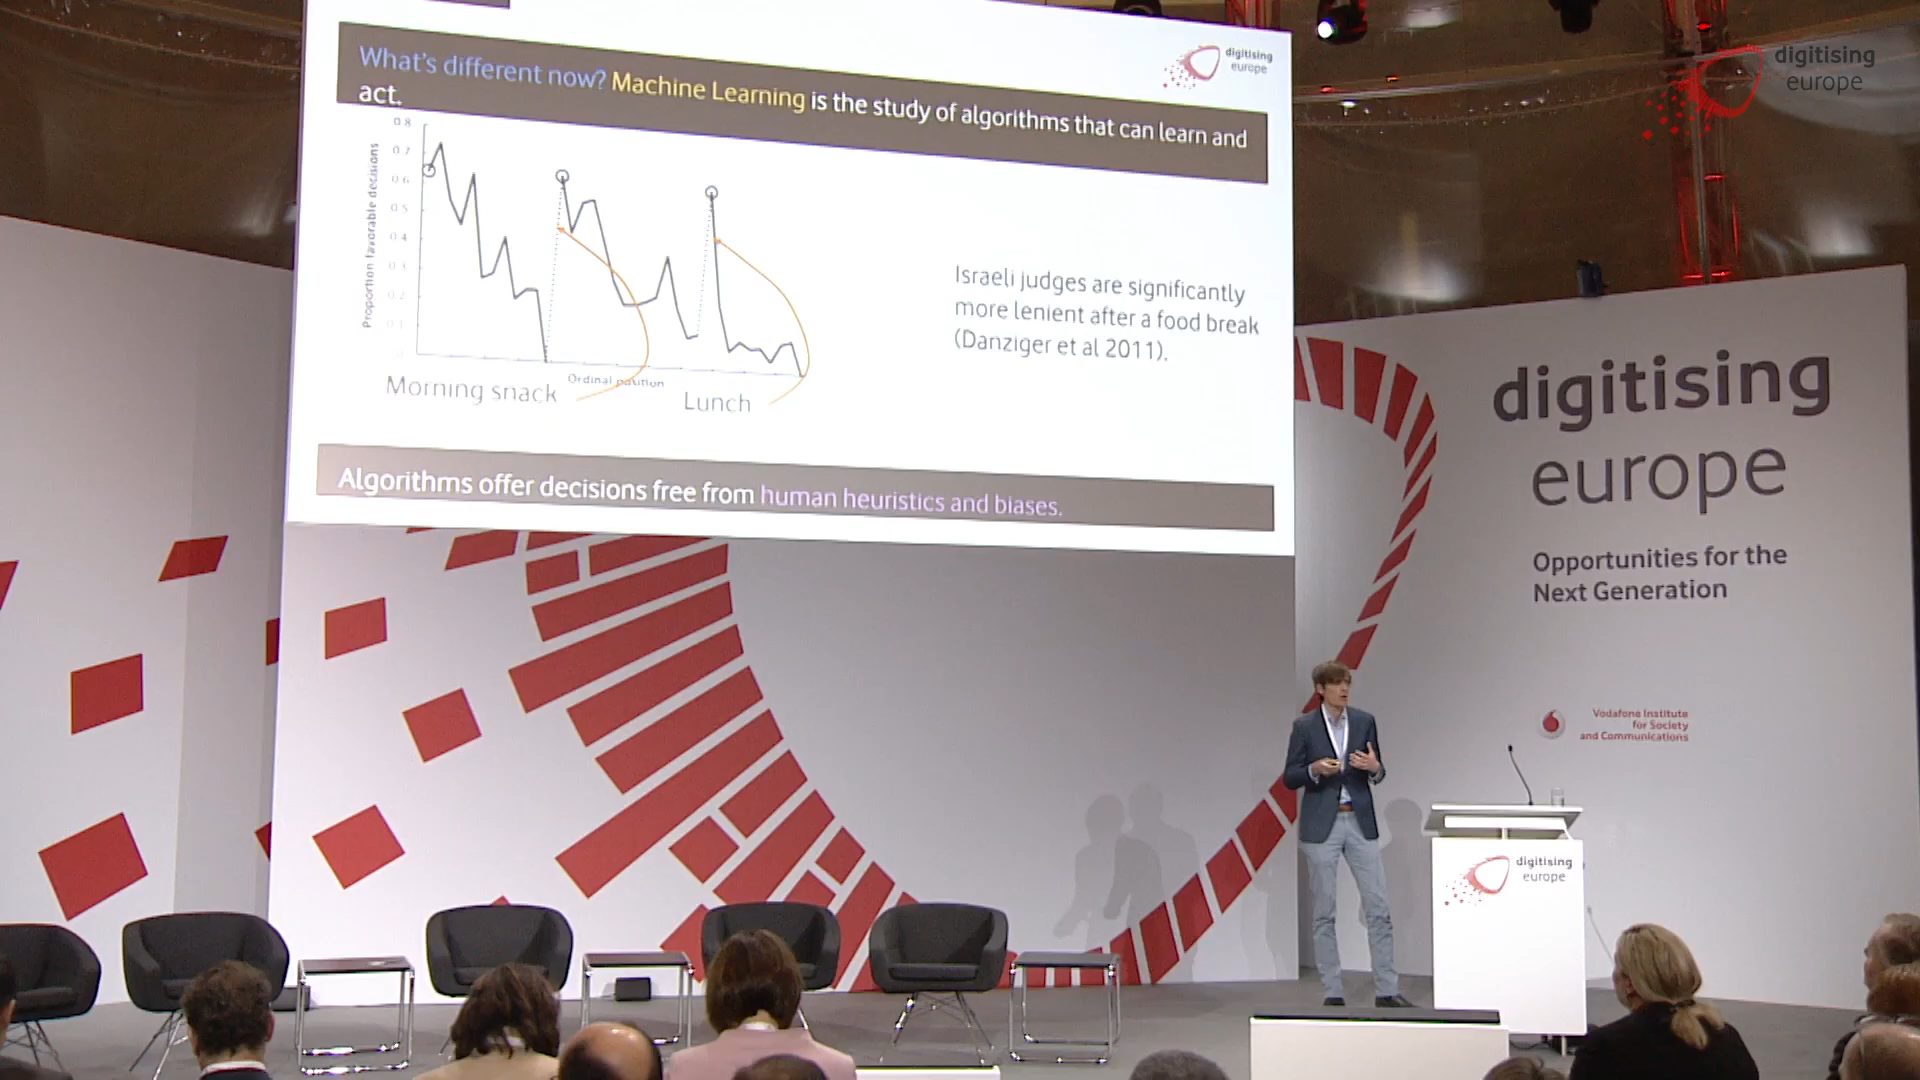 What's different now? Machine Learning is the study of algorithms that can learn and
act.
digitising
europe
0.8
0.7
0.6
0.5
0.4
0.3
0.2
0.1
Proportion favorable decisions
Ordinal position
Morning snack
Lunch
Israeli judges are significantly
more lenient after a food break
(Danziger et al 2011).
Algorithms offer decisions free from human heuristics and biases.
digitising
europe
digitising
europe
Opportunities for the
Next Generation
Vodafone Institute
for Society
and Communications
digitising
europe